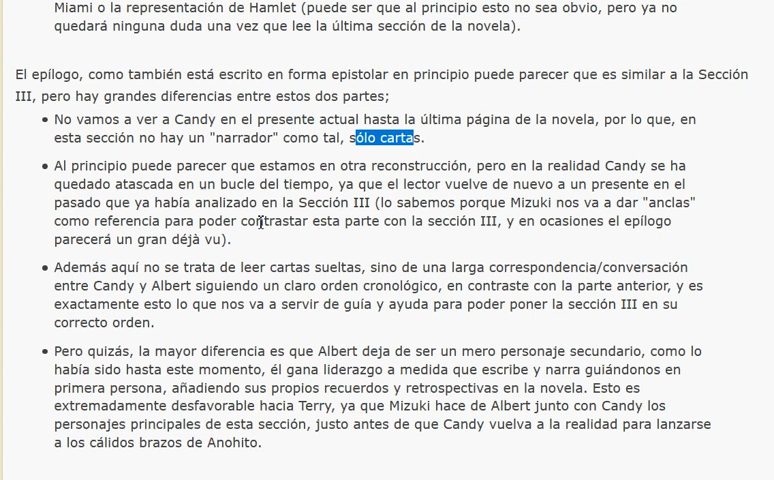 Miami o la representación de Hamlet (puede ser que al principio esto no sea obvio, pero ya no
quedará ninguna duda una vez que lee la última sección de la novela).
El epílogo, como también está escrito en forma epistolar en principio puede parecer que es similar a la Sección
III, pero hay grandes diferencias entre estos dos partes;
• No vamos a ver a Candy en el presente actual hasta la última página de la novela, por lo que, en
esta sección no hay un "narrador" como tal, sólo cartas.
• Al principio puede parecer que estamos en otra reconstrucción, pero en la realidad Candy se ha
quedado atascada en un bucle del tiempo, ya que el lector vuelve de nuevo a un presente en el
pasado que ya había analizado en la Sección III (lo sabemos porque Mizuki nos va a dar "anclas"
como referencia para poder contrastar esta parte con la sección III, y en ocasiones el epílogo
parecerá un gran déjà vu).
• Además aquí no se trata de leer cartas sueltas, sino de una larga correspondencia/conversación
entre Candy y Albert siguiendo un claro orden cronológico, en contraste con la parte anterior, y es
exactamente esto lo que nos va a servir de guía y ayuda para poder poner la sección III en su
correcto orden.
• Pero quizás, la mayor diferencia es que Albert deja de ser un mero personaje secundario, como lo
había sido hasta este momento, él gana liderazgo a medida que escribe y narra guiándonos en
primera persona, añadiendo sus propios recuerdos y retrospectivas en la novela. Esto es
extremadamente desfavorable hacia Terry, ya que Mizuki hace de Albert junto con Candy los
personajes principales de esta sección, justo antes de que Candy vuelva a la realidad para lanzarse
a los cálidos brazos de Anohito.